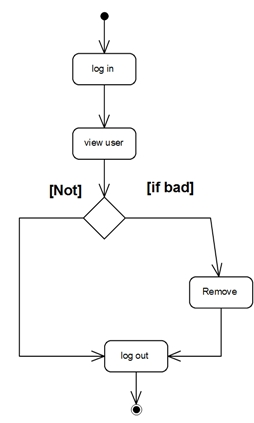 log in
view user
[Not]
[if bad]
Remove
log out